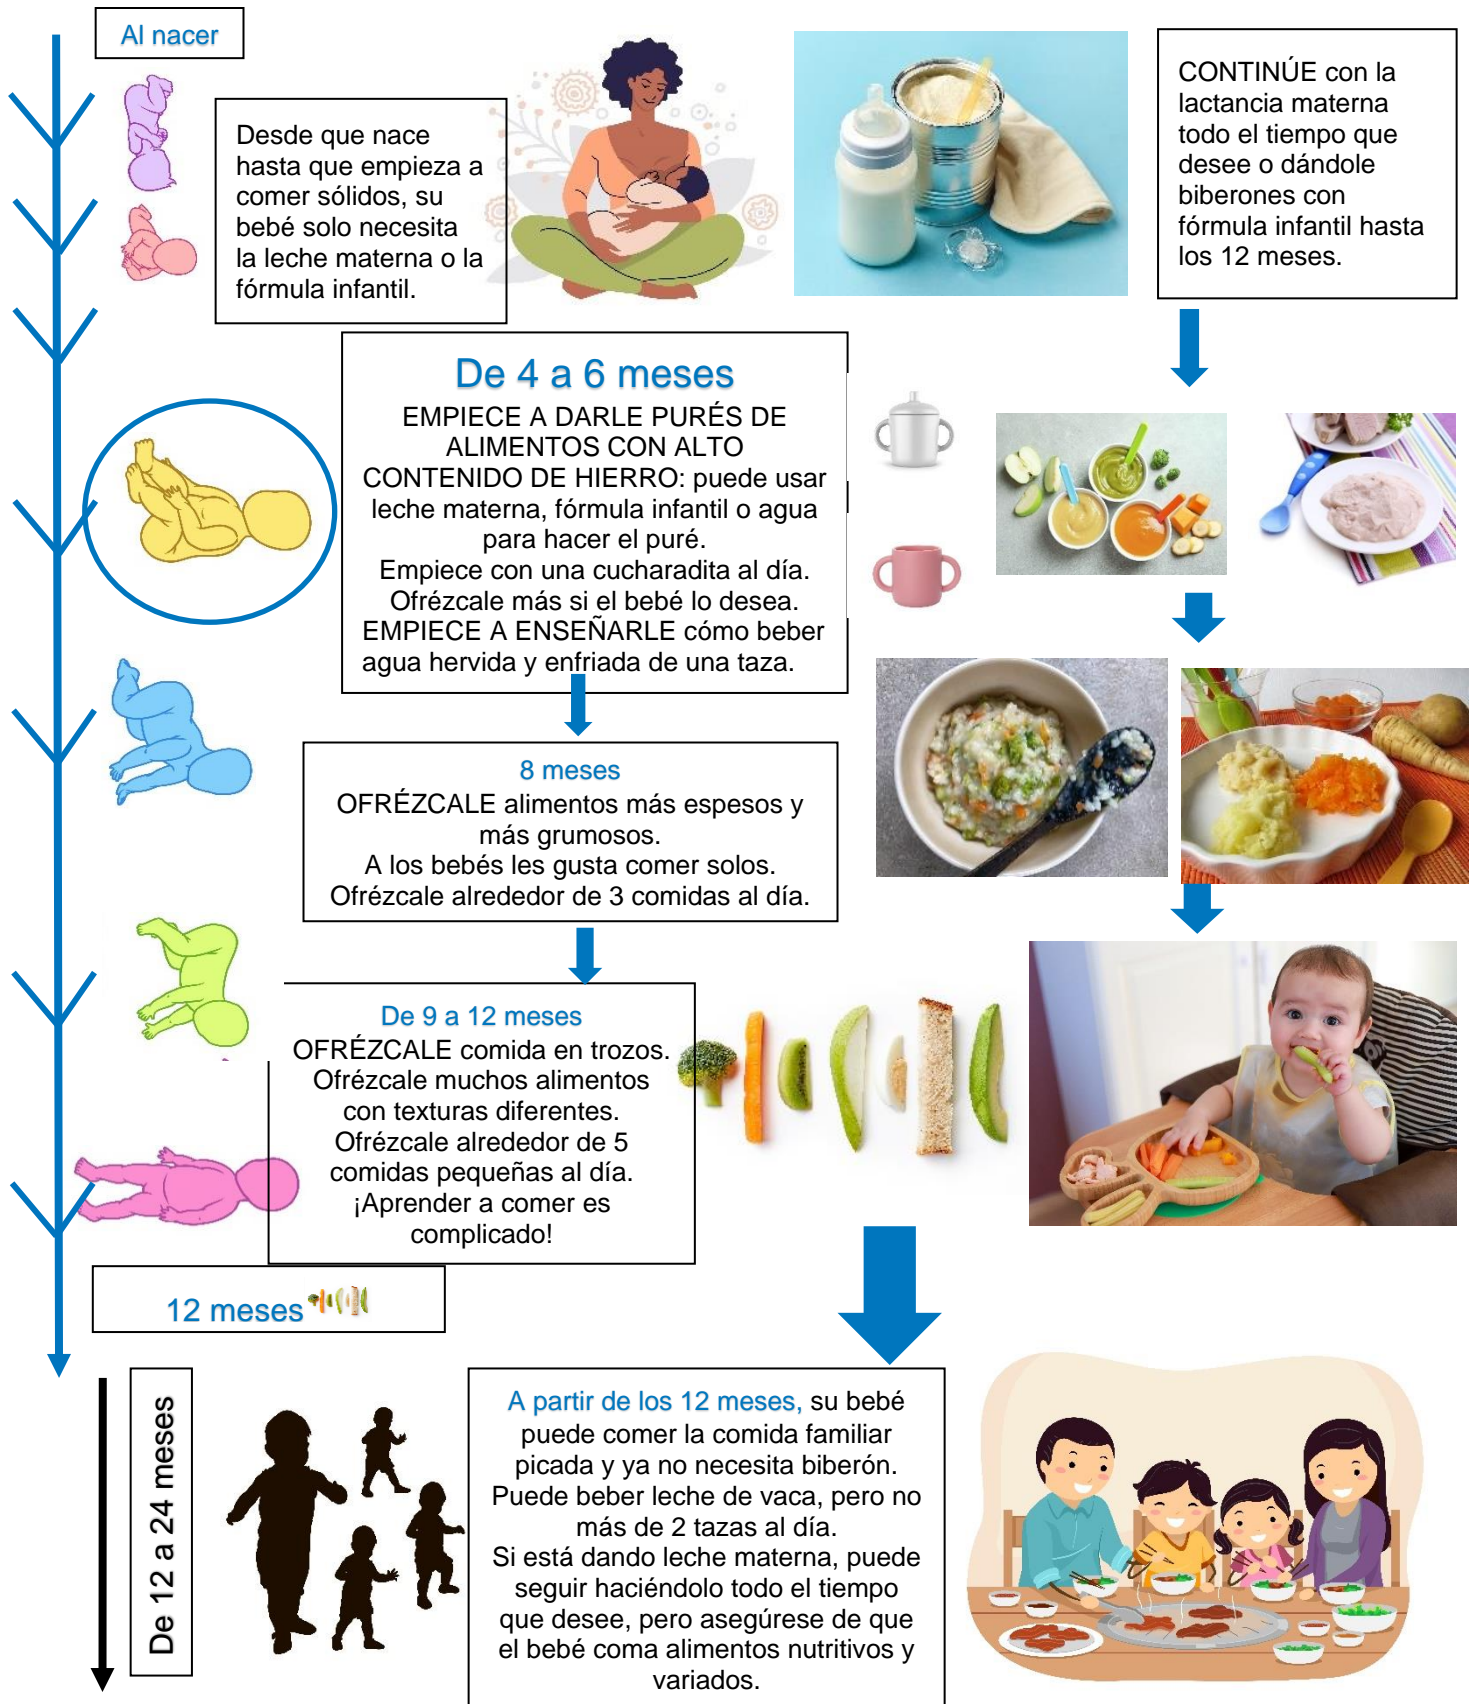 Al nacer
Desde que nace
hasta que empieza a
comer sólidos, su
bebé solo necesita
la leche materna o la
fórmula infantil.
CONTINÚE con la
lactancia materna
todo el tiempo que
desee o dándole
biberones con
fórmula infantil hasta
los 12 meses.
De 4 a 6 meses
EMPIECE A DARLE PURÉS DE
ALIMENTOS CON ALTO
CONTENIDO DE HIERRO: puede usar
leche materna, fórmula infantil o agua
para hacer el puré.
Empiece con una cucharadita al día.
Ofrézcale más si el bebé lo desea.
EMPIECE A ENSEÑARLE cómo beber
agua hervida y enfriada de una taza.
8 meses
OFRÉZCALE alimentos más espesos y
más grumosos.
A los bebés les gusta comer solos.
Ofrézcale alrededor de 3 comidas al día.
De 9 a 12 meses
OFRÉZCALE comida en trozos.
Ofrézcale muchos alimentos
con texturas diferentes.
Ofrézcale alrededor de 5
comidas pequeñas al día.
¡Aprender a comer es
complicado!
12 meses
De 12 a 24 meses
A partir de los 12 meses, su bebé
puede comer la comida familiar
picada y ya no necesita biberón.
Puede beber leche de vaca, pero no
más de 2 tazas al día.
Si está dando leche materna, puede
seguir haciéndolo todo el tiempo
que desee, pero asegúrese de que
el bebé coma alimentos nutritivos y
variados.